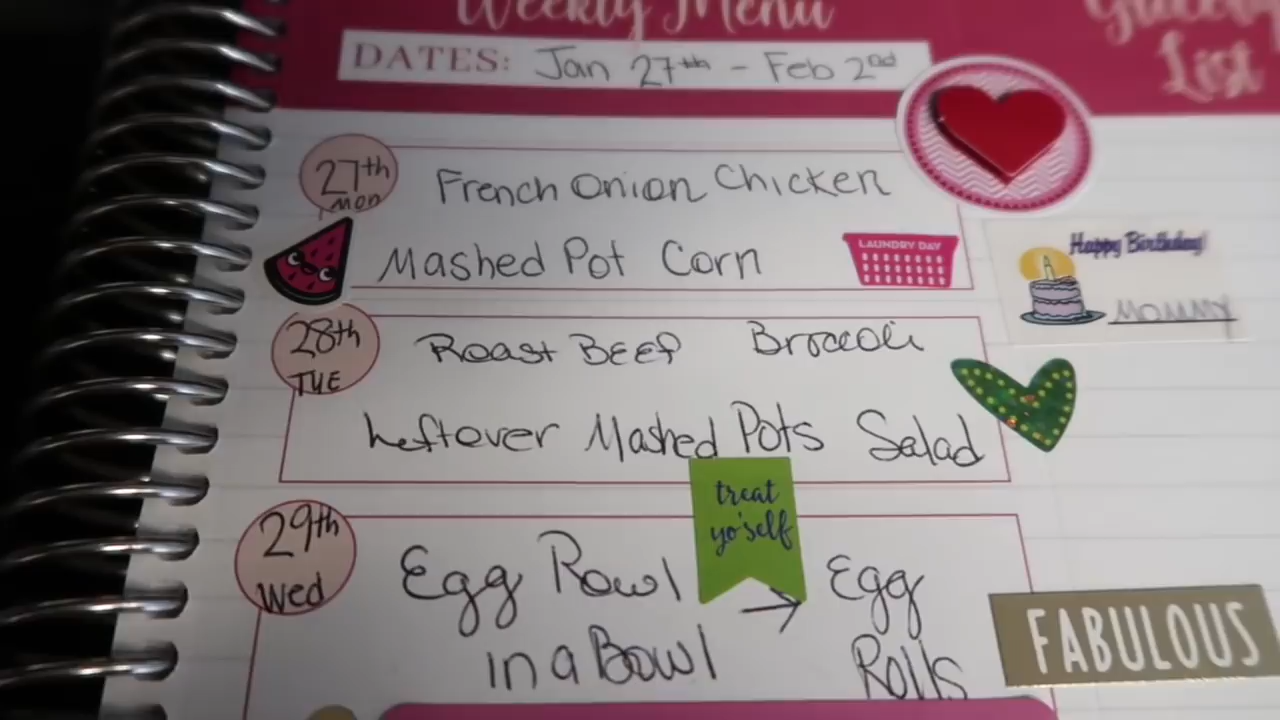 Weekly Menu
Grocery
List
DATES: Jan 27th - Feb 2nd
27th
Mon
French Onion Chicken
Mashed Pot Corn
LAUNDRY DAY
Happy Birthday!
Mommy
28th
TUE
Roast Beef Broccoli
Leftover Mashed Pots Salad
treat
yo'self
29th
Wed
Egg Rowl
in a Bowl
→ Egg
Rolls
FABULOUS